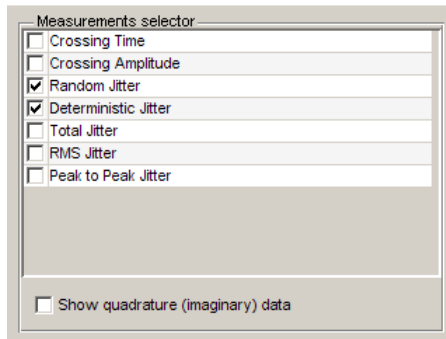 Measurements selector
Crossing Time
Crossing Amplitude
Random Jitter
Deterministic Jitter
Total Jitter
RMS Jitter
Peak to Peak Jitter
Show quadrature (imaginary) data